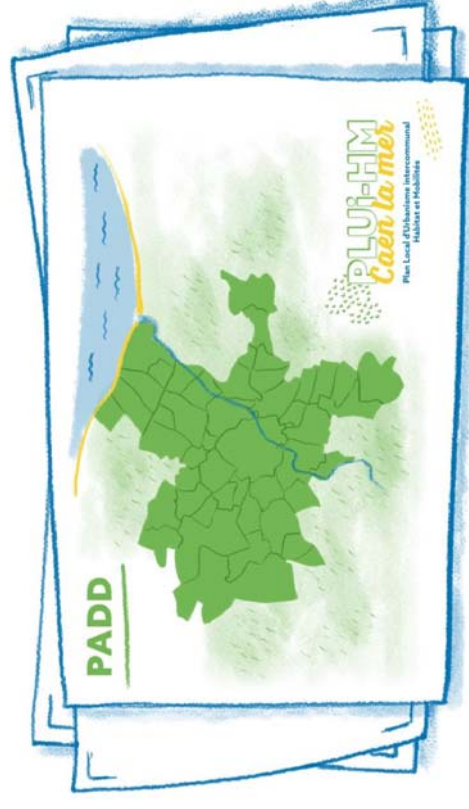 PADD
PLUi-HM
Caen la mer
Plan Local d'Urbanisme intercommunal
Habitat et Mobilités